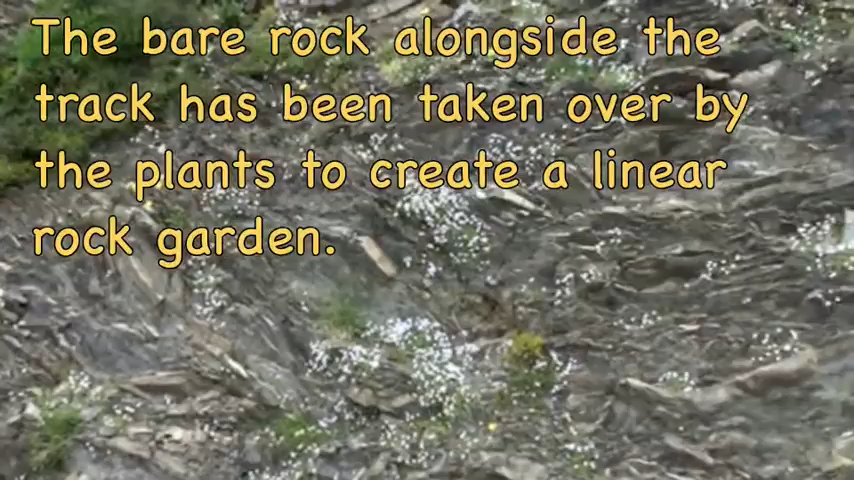 The bare rock alongside the
track has been taken over by
the plants to create a linear
rock garden.